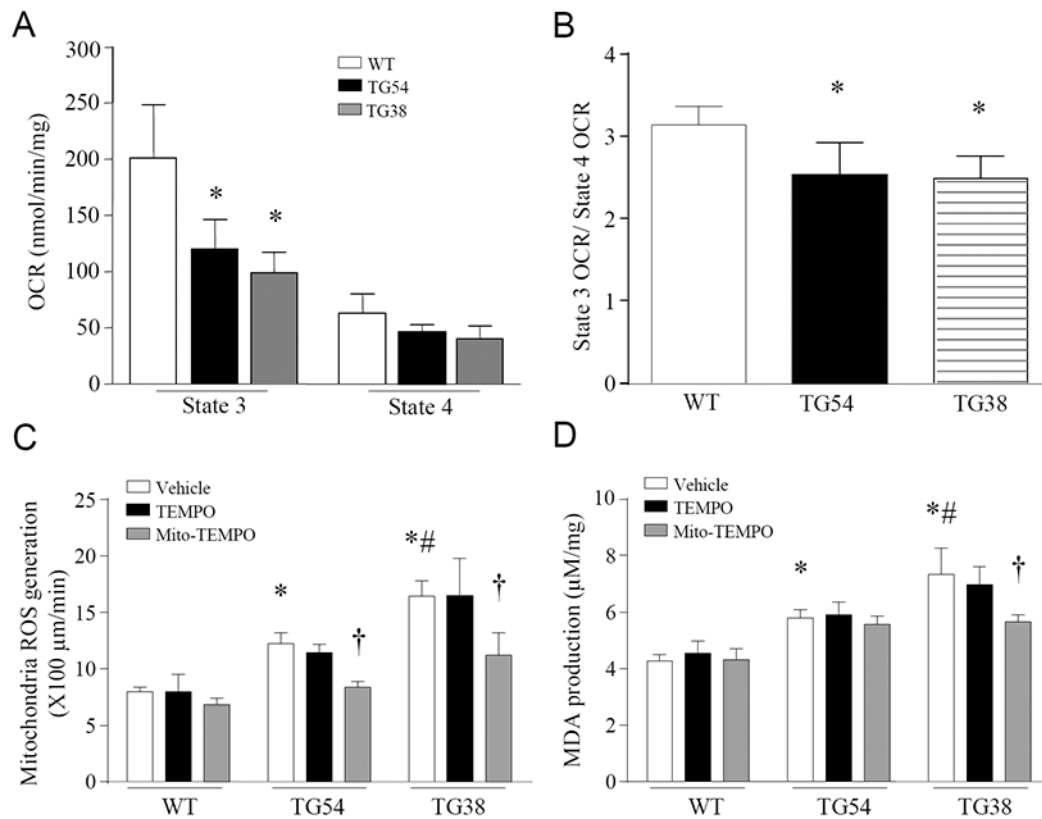 A
OCR (nmol/min/mg)
300
250
200
150
100
50
0
WT
TG54
TG38
*
*
State 3
State 4
B
State 3 OCR/ State 4 OCR
4
3
2
1
0
*
*
WT
TG54
TG38
C
Mitochondria ROS generation
(X100 µm/min)
25
20
15
10
5
0
Vehicle
TEMPO
Mito-TEMPO
*
†
*#
†
WT
TG54
TG38
D
MDA production (µM/mg)
10
8
6
4
2
0
Vehicle
TEMPO
Mito-TEMPO
*
*#
†
WT
TG54
TG38